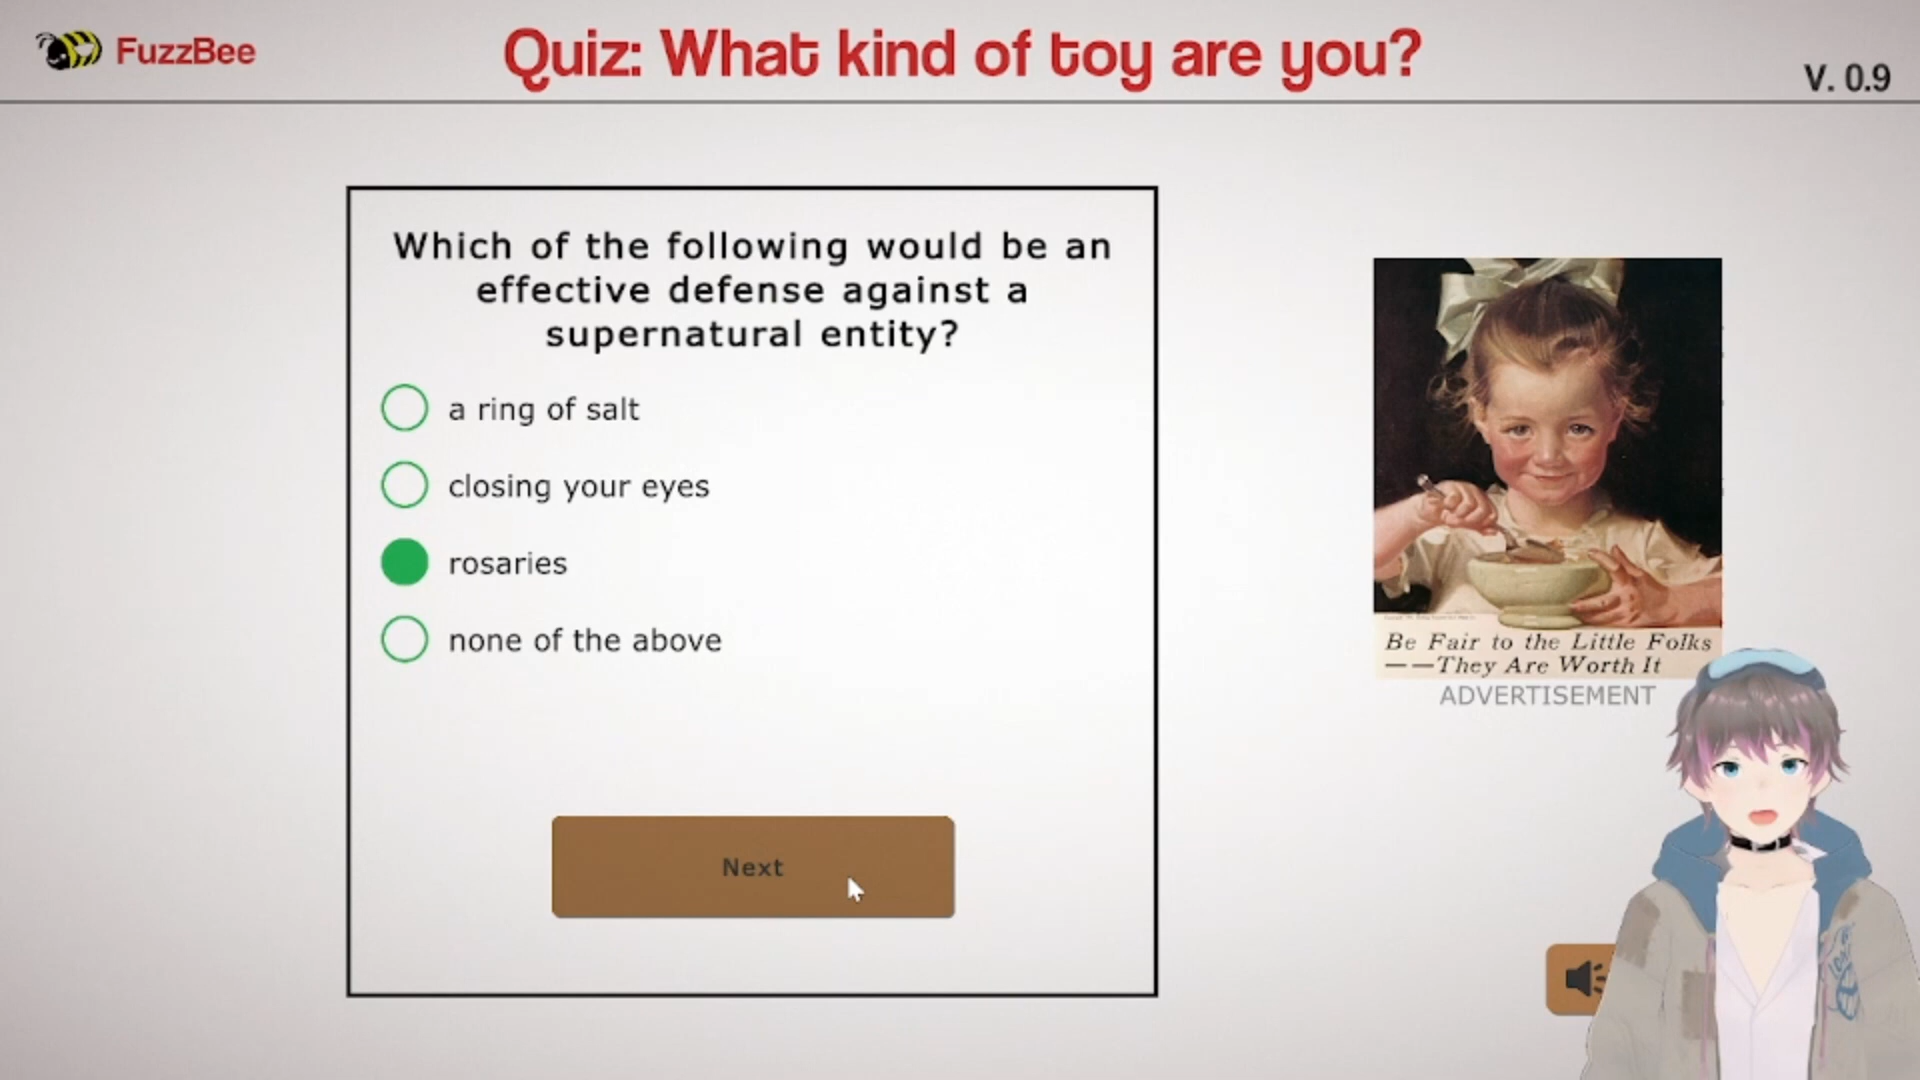 FuzzBee
Quiz: What kind of toy are you?
V. 0.9
Which of the following would be an
effective defense against a
supernatural entity?
a ring of salt
closing your eyes
rosaries
none of the above
Next
Be Fair to the Little Folks
——They Are Worth It
ADVERTISEMENT